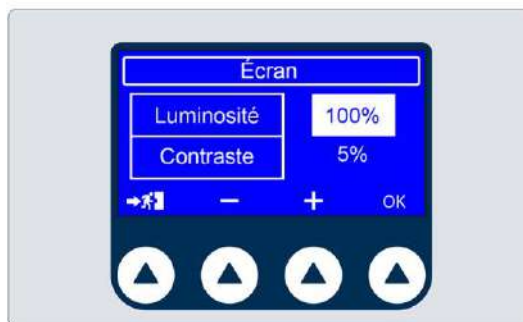 Écran
Luminosité 100%
Contraste 5%
− + OK